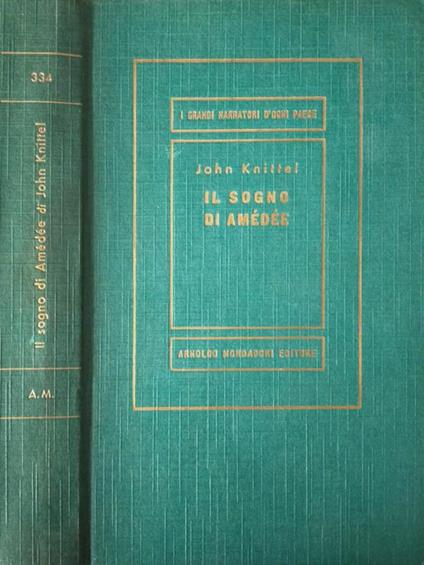 334
Il sogno di Amédée di John Knittel
A.M.
I GRANDI NARRATORI D'OGNI PAESE
John Knittel
IL SOGNO
DI AMÉDÉE
ARNOLDO MONDADORI EDITORE